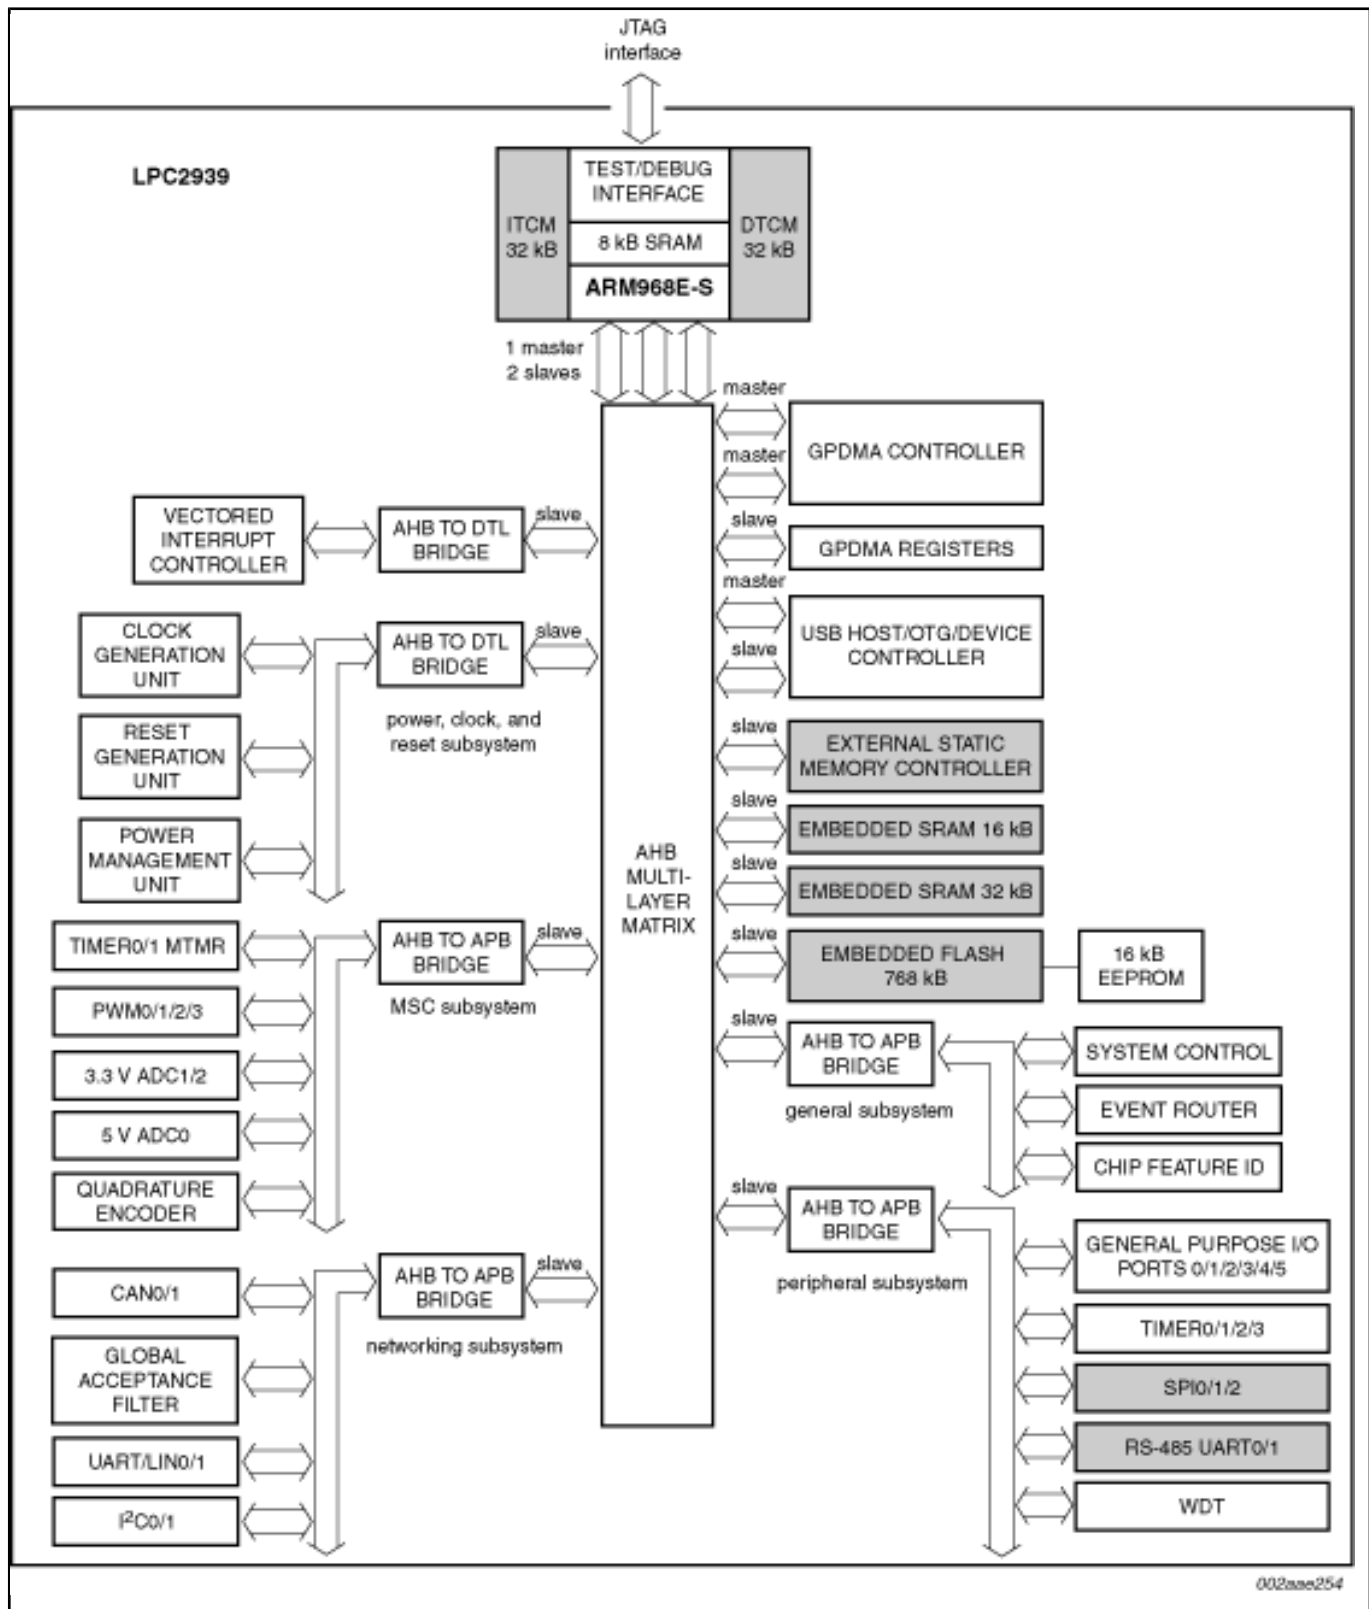 JTAG
interface
LPC2939
ITCM
32 kB
TEST/DEBUG
INTERFACE
8 kB SRAM
ARM968E-S
DTCM
32 kB
1 master
2 slaves
master
GPDMA CONTROLLER
master
slave
GPDMA REGISTERS
master
USB HOST/OTG/DEVICE
CONTROLLER
slave
slave
EXTERNAL STATIC
MEMORY CONTROLLER
slave
EMBEDDED SRAM 16 kB
slave
EMBEDDED SRAM 32 kB
slave
EMBEDDED FLASH
768 kB
16 kB
EEPROM
slave
AHB TO APB
BRIDGE
general subsystem
SYSTEM CONTROL
EVENT ROUTER
CHIP FEATURE ID
slave
AHB TO APB
BRIDGE
peripheral subsystem
GENERAL PURPOSE I/O
PORTS 0/1/2/3/4/5
TIMER0/1/2/3
SPI0/1/2
RS-485 UART0/1
WDT
AHB
MULTI-
LAYER
MATRIX
VECTORED
INTERRUPT
CONTROLLER
AHB TO DTL
BRIDGE
slave
CLOCK
GENERATION
UNIT
AHB TO DTL
BRIDGE
slave
power, clock, and
reset subsystem
RESET
GENERATION
UNIT
POWER
MANAGEMENT
UNIT
TIMER0/1 MTMR
AHB TO APB
BRIDGE
slave
MSC subsystem
PWM0/1/2/3
3.3 V ADC1/2
5 V ADC0
QUADRATURE
ENCODER
CAN0/1
AHB TO APB
BRIDGE
slave
networking subsystem
GLOBAL
ACCEPTANCE
FILTER
UART/LIN0/1
I²C0/1
002aae254